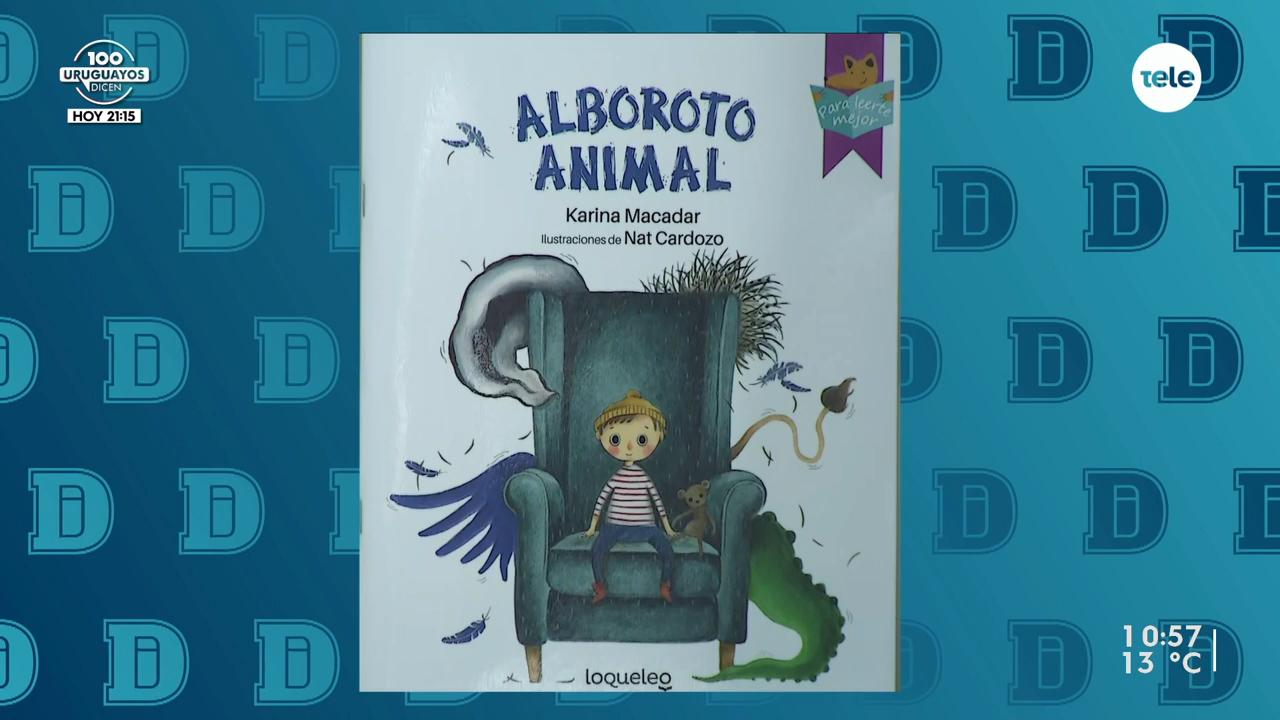 100
URUGUAYOS
DICEN
HOY 21:15
tele
ALBOROTO
ANIMAL
Para leerte
mejor
Karina Macadar
Ilustraciones de Nat Cardozo
loqueleo
10:57
13 °C